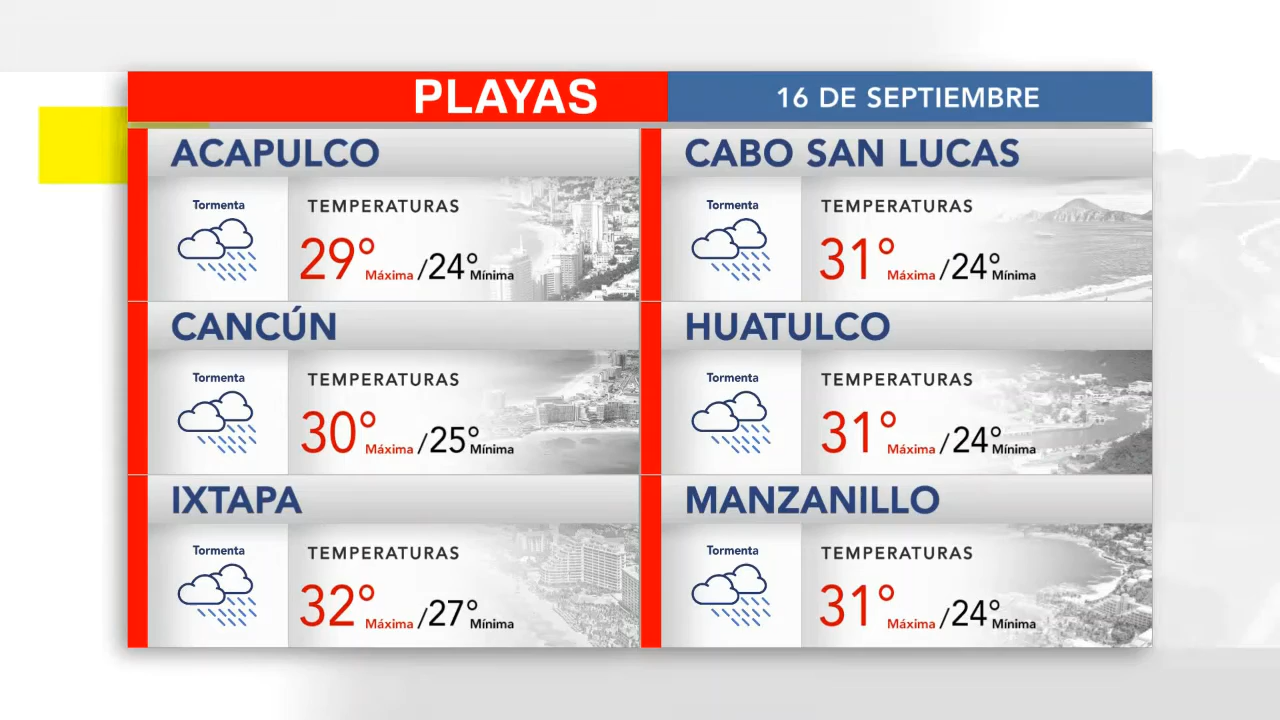 PLAYAS
16 DE SEPTIEMBRE
ACAPULCO
Tormenta
TEMPERATURAS
29° Máxima /24° Mínima
CABO SAN LUCAS
Tormenta
TEMPERATURAS
31° Máxima /24° Mínima
CANCÚN
Tormenta
TEMPERATURAS
30° Máxima /25° Mínima
HUATULCO
Tormenta
TEMPERATURAS
31° Máxima /24° Mínima
IXTAPA
Tormenta
TEMPERATURAS
32° Máxima /27° Mínima
MANZANILLO
Tormenta
TEMPERATURAS
31° Máxima /24° Mínima